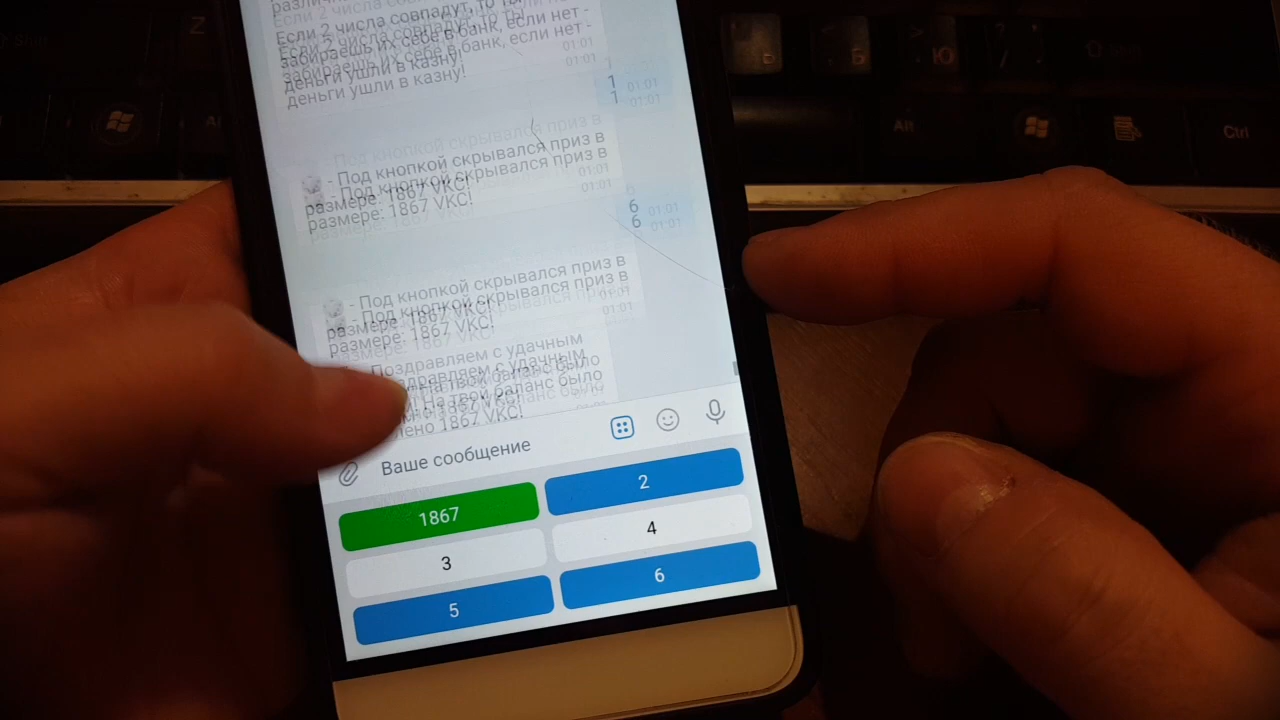 Если 2 числа совпадут, то ты
забираешь их себе в банк, если нет -
деньги ушли в казну!
01:01
1
01:01
- Под кнопкой скрывался приз в
размере: 1867 VKC!
01:01
6
01:01
- Под кнопкой скрывался приз в
размере: 1867 VKC!
01:01
Поздравляем с удачным
На твой баланс было
1867 VKC!
Ваше сообщение
1867
2
3
4
5
6
Z
Б
Ю
Shift
Alt
Ctrl